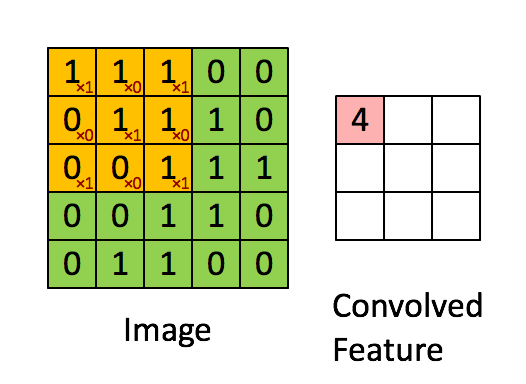 1×1 1×0 1×1 0 0
0×0 1×1 1×0 1 0
0×1 0×0 1×1 1 1
0 0 1 1 0
0 1 1 0 0
Image
4
Convolved
Feature